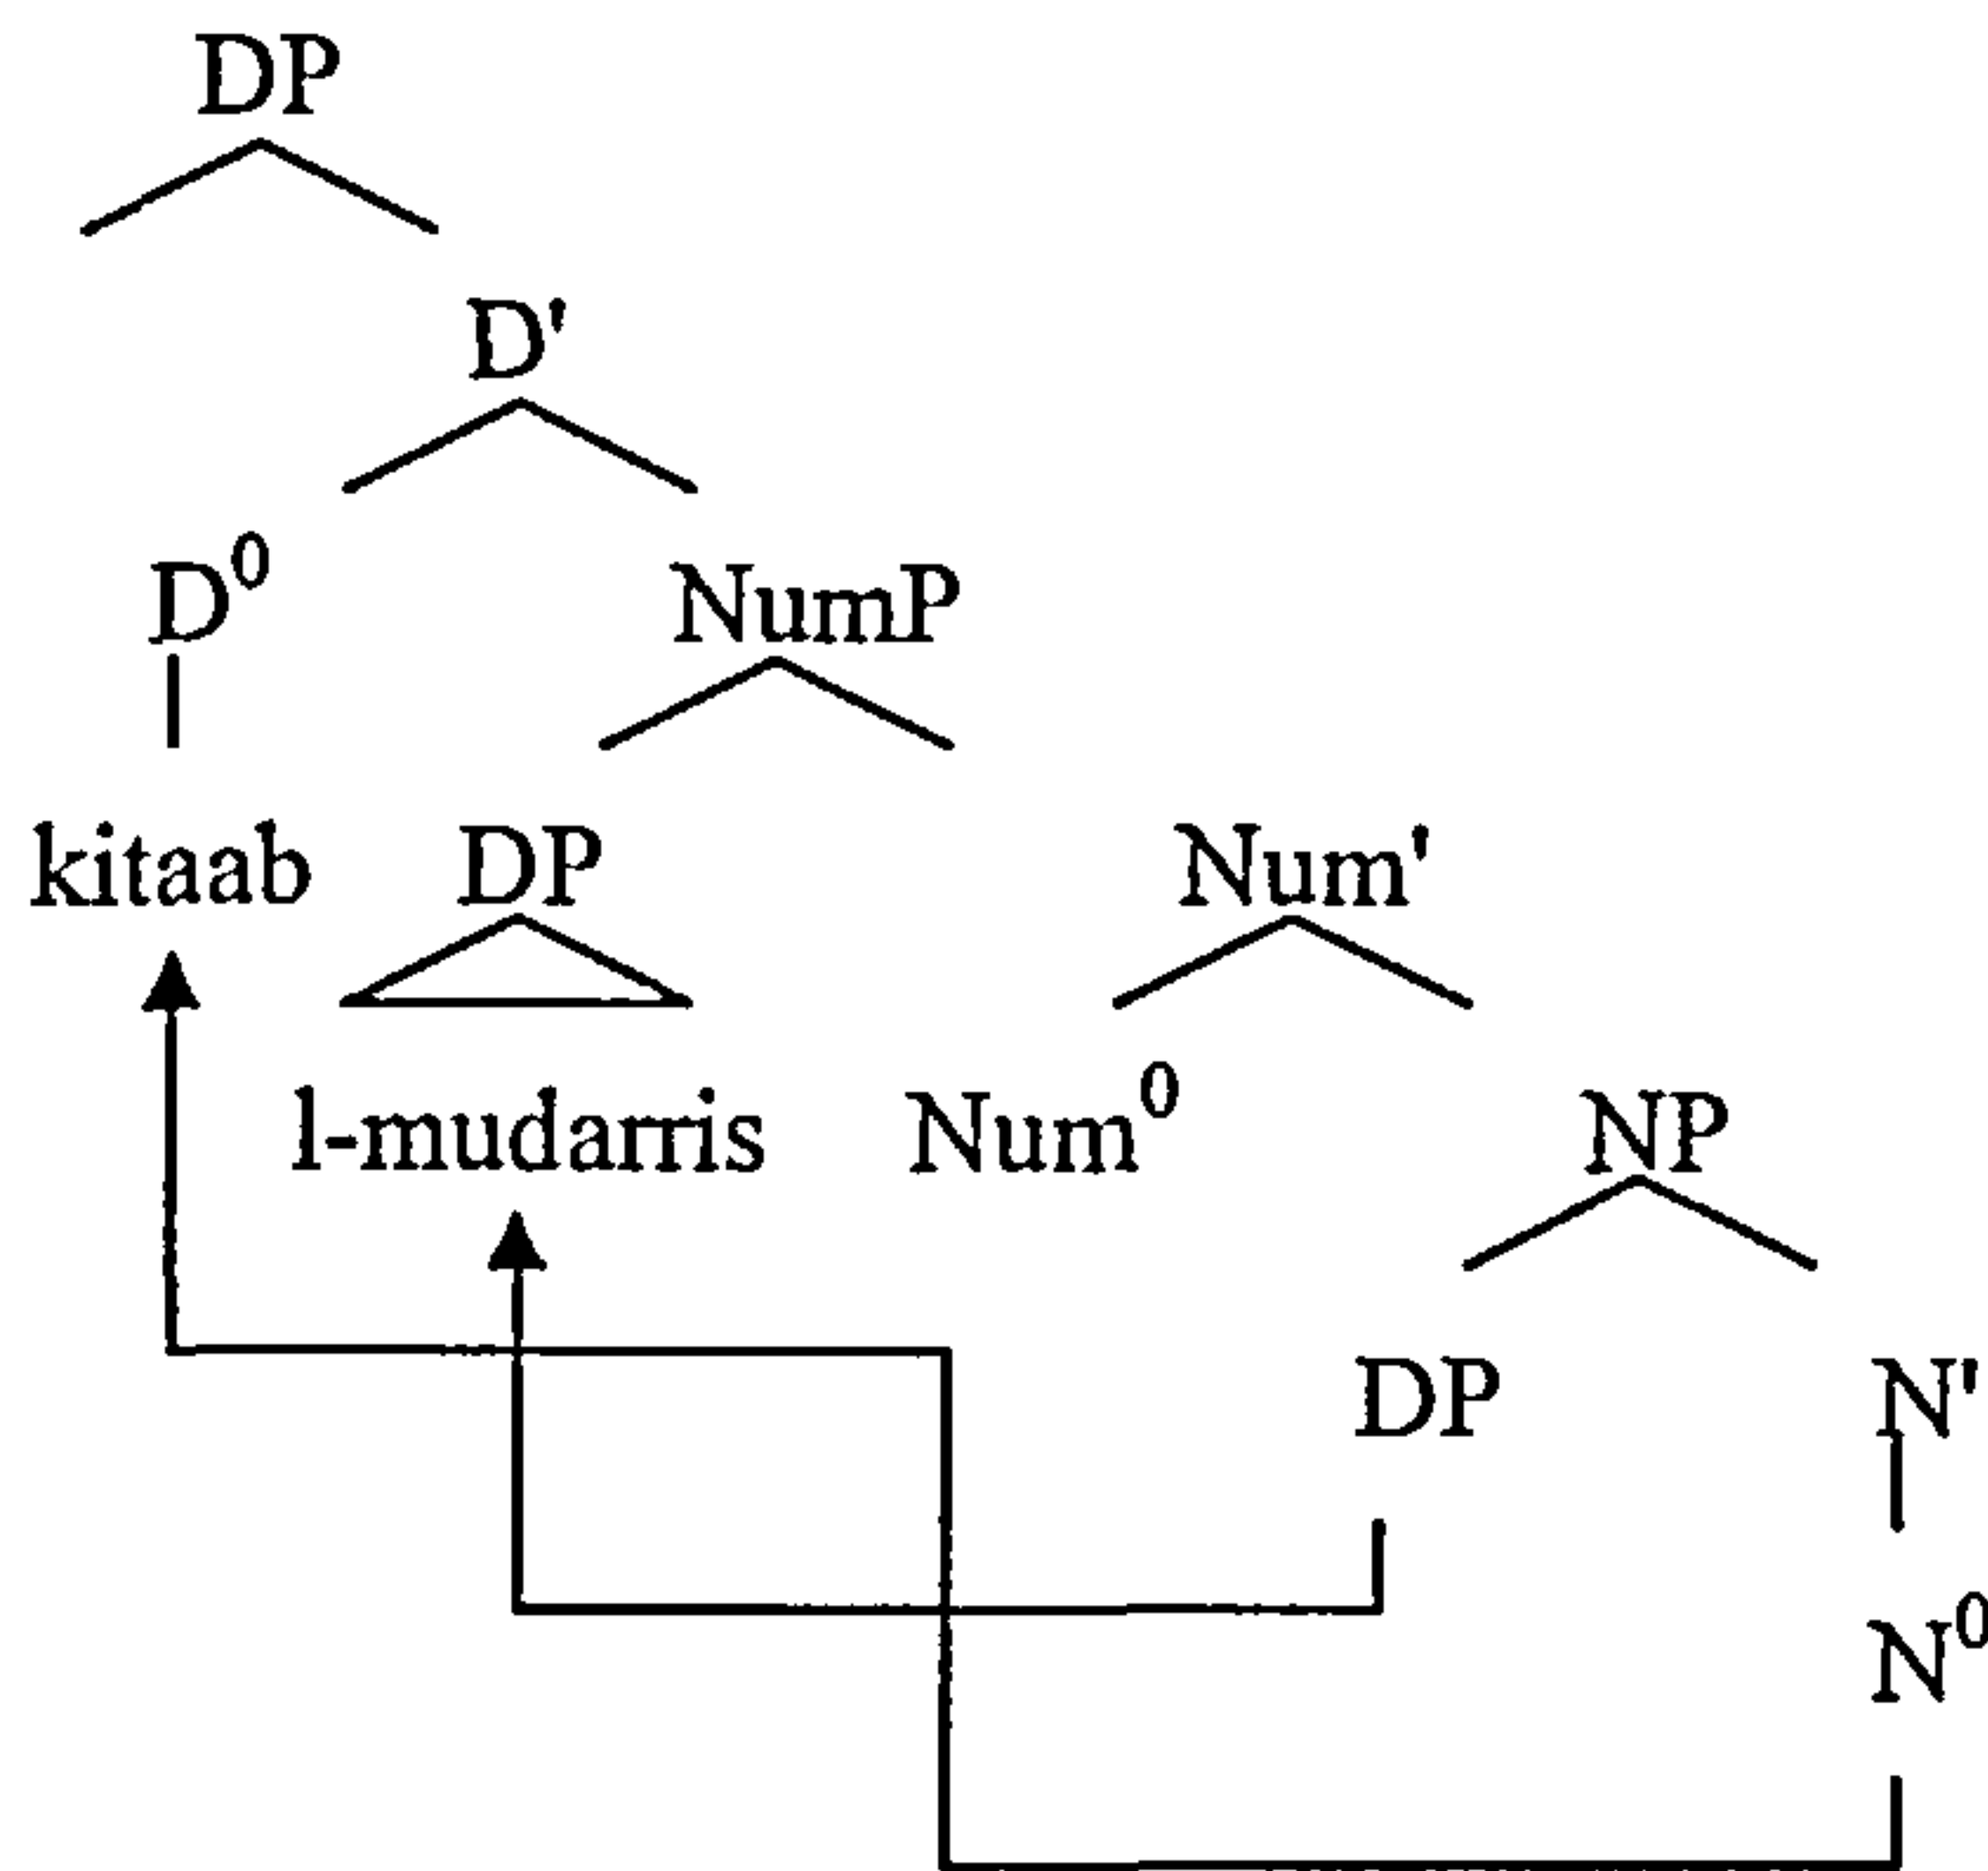 DP
D'
D⁰ NumP
kitaab DP Num'
l-mudarris Num⁰ NP
DP N'
N⁰